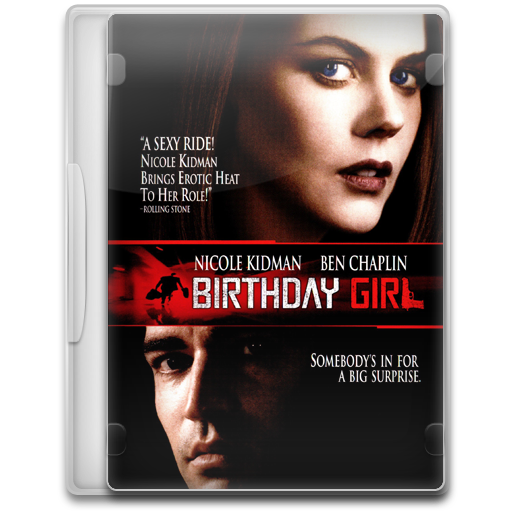 "A SEXY RIDE!
NICOLE KIDMAN
BRINGS EROTIC HEAT
TO HER ROLE!"
-ROLLING STONE
NICOLE KIDMAN BEN CHAPLIN
BIRTHDAY GIRL
SOMEBODY'S IN FOR
A BIG SURPRISE.